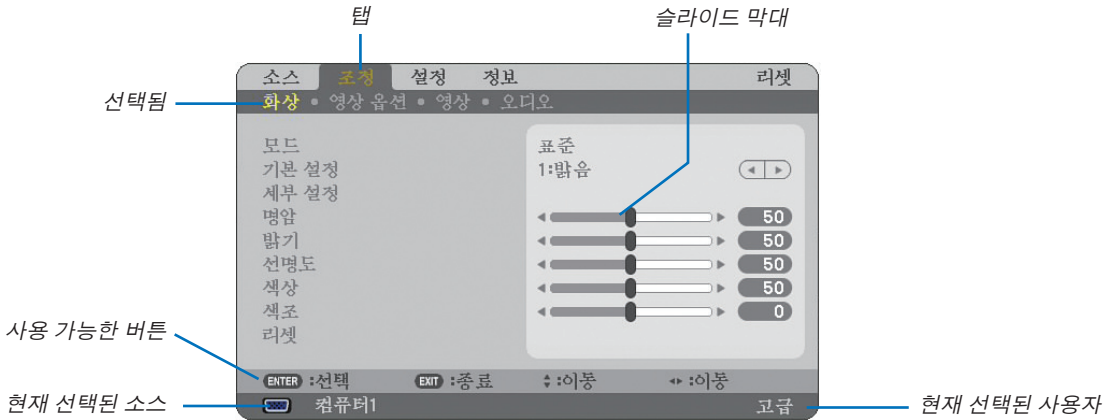 탭
슬라이드 막대
소스 조정 설정 정보 리셋
선택됨
화상 • 영상 옵션 • 영상 • 오디오
모드 표준
기본 설정 1:밝음
세부 설정
명암 50
밝기 50
선명도 50
색상 50
색조 0
리셋
사용 가능한 버튼
ENTER :선택 EXIT :종료 :이동 :이동
현재 선택된 소스
컴퓨터1 고급
현재 선택된 사용자